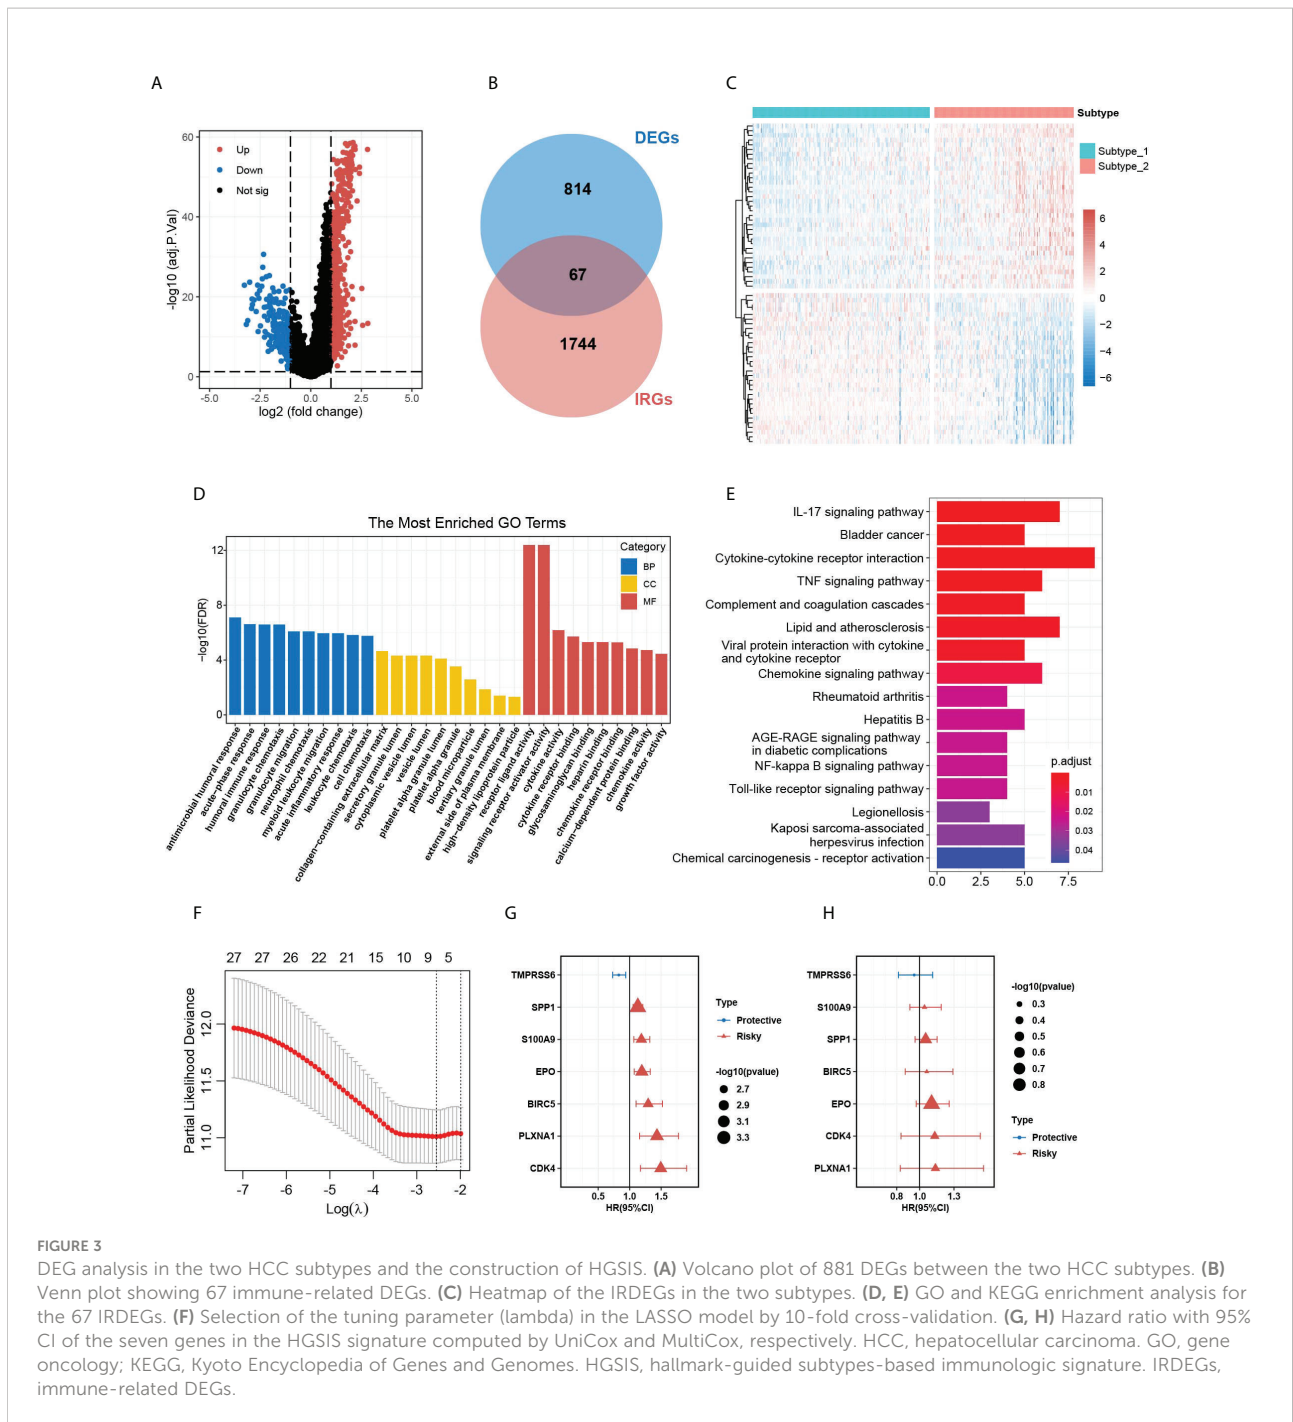 A
60
40
20
0
-log10 (adj.P.Val)
Up
Down
Not sig
-5.0 -2.5 0.0 2.5 5.0
log2 (fold change)
B
DEGs
814
67
1744
IRGs
C
Subtype
Subtype_1
Subtype_2
6
4
2
0
−2
−4
−6
D
The Most Enriched GO Terms
12
8
4
0
−log10(FDR)
Category
BP
CC
MF
antimicrobial humoral response
acute−phase response
humoral immune response
granulocyte chemotaxis
granulocyte migration
neutrophil chemotaxis
myeloid leukocyte migration
acute inflammatory response
leukocyte chemotaxis
cell chemotaxis
collagen−containing extracellular matrix
secretory granule lumen
cytoplasmic vesicle lumen
vesicle lumen
platelet alpha granule lumen
platelet alpha granule
blood microparticle
tertiary granule lumen
external side of plasma membrane
high−density lipoprotein particle
receptor ligand activity
signaling receptor activator activity
cytokine activity
cytokine receptor binding
glycosaminoglycan binding
heparin binding
chemokine receptor binding
calcium−dependent protein binding
chemokine activity
growth factor activity
E
IL-17 signaling pathway
Bladder cancer
Cytokine-cytokine receptor interaction
TNF signaling pathway
Complement and coagulation cascades
Lipid and atherosclerosis
Viral protein interaction with cytokine
and cytokine receptor
Chemokine signaling pathway
Rheumatoid arthritis
Hepatitis B
AGE-RAGE signaling pathway
in diabetic complications
NF-kappa B signaling pathway
Toll-like receptor signaling pathway
Legionellosis
Kaposi sarcoma-associated
herpesvirus infection
Chemical carcinogenesis - receptor activation
0.0 2.5 5.0 7.5
p.adjust
0.01
0.02
0.03
0.04
F
27 27 26 22 21 15 10 9 5
12.0
11.5
11.0
Partial Likelihood Deviance
-7 -6 -5 -4 -3 -2
Log(λ)
G
TMPRSS6
SPP1
S100A9
EPO
BIRC5
PLXNA1
CDK4
0.5 1.0 1.5
HR(95%CI)
Type
Protective
Risky
-log10(pvalue)
2.7
2.9
3.1
3.3
H
TMPRSS6
S100A9
SPP1
BIRC5
EPO
CDK4
PLXNA1
0.8 1.0 1.3
HR(95%CI)
-log10(pvalue)
0.3
0.4
0.5
0.6
0.7
0.8
Type
Protective
Risky
FIGURE 3
DEG analysis in the two HCC subtypes and the construction of HGSIS. (A) Volcano plot of 881 DEGs between the two HCC subtypes. (B)
Venn plot showing 67 immune-related DEGs. (C) Heatmap of the IRDEGs in the two subtypes. (D, E) GO and KEGG enrichment analysis for
the 67 IRDEGs. (F) Selection of the tuning parameter (lambda) in the LASSO model by 10-fold cross-validation. (G, H) Hazard ratio with 95%
CI of the seven genes in the HGSIS signature computed by UniCox and MultiCox, respectively. HCC, hepatocellular carcinoma. GO, gene
oncology; KEGG, Kyoto Encyclopedia of Genes and Genomes. HGSIS, hallmark-guided subtypes-based immunologic signature. IRDEGs,
immune-related DEGs.